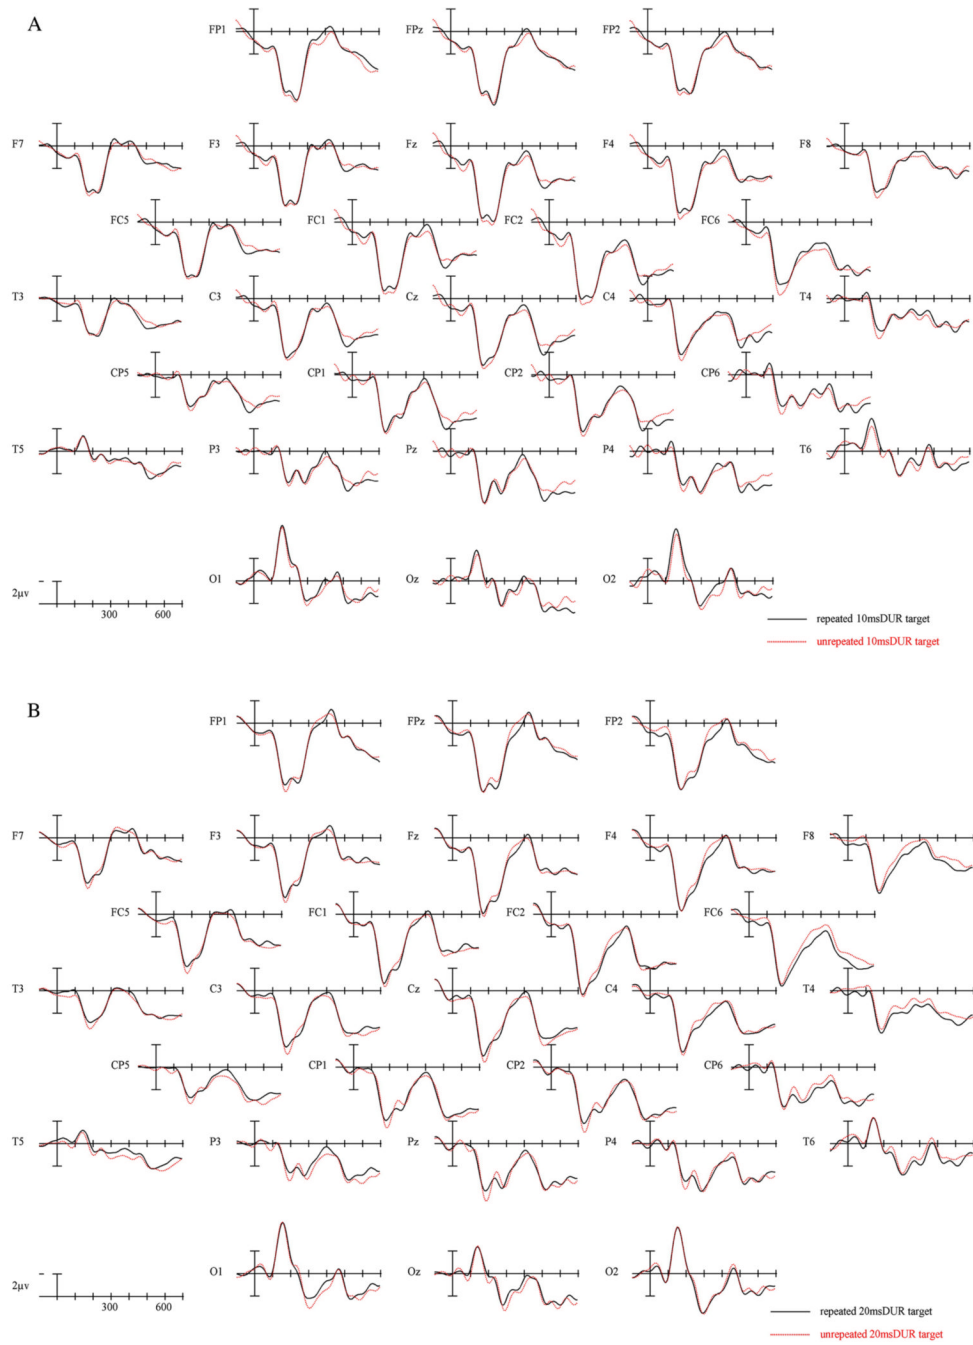 A
FP1 FPz FP2
F7 F3 Fz F4 F8
FC5 FC1 FC2 FC6
T3 C3 Cz C4 T4
CP5 CP1 CP2 CP6
T5 P3 Pz P4 T6
O1 Oz O2
2μv
300 600
repeated 10msDUR target
unrepeated 10msDUR target
B
FP1 FPz FP2
F7 F3 Fz F4 F8
FC5 FC1 FC2 FC6
T3 C3 Cz C4 T4
CP5 CP1 CP2 CP6
T5 P3 Pz P4 T6
O1 Oz O2
2μv
300 600
repeated 20msDUR target
unrepeated 20msDUR target